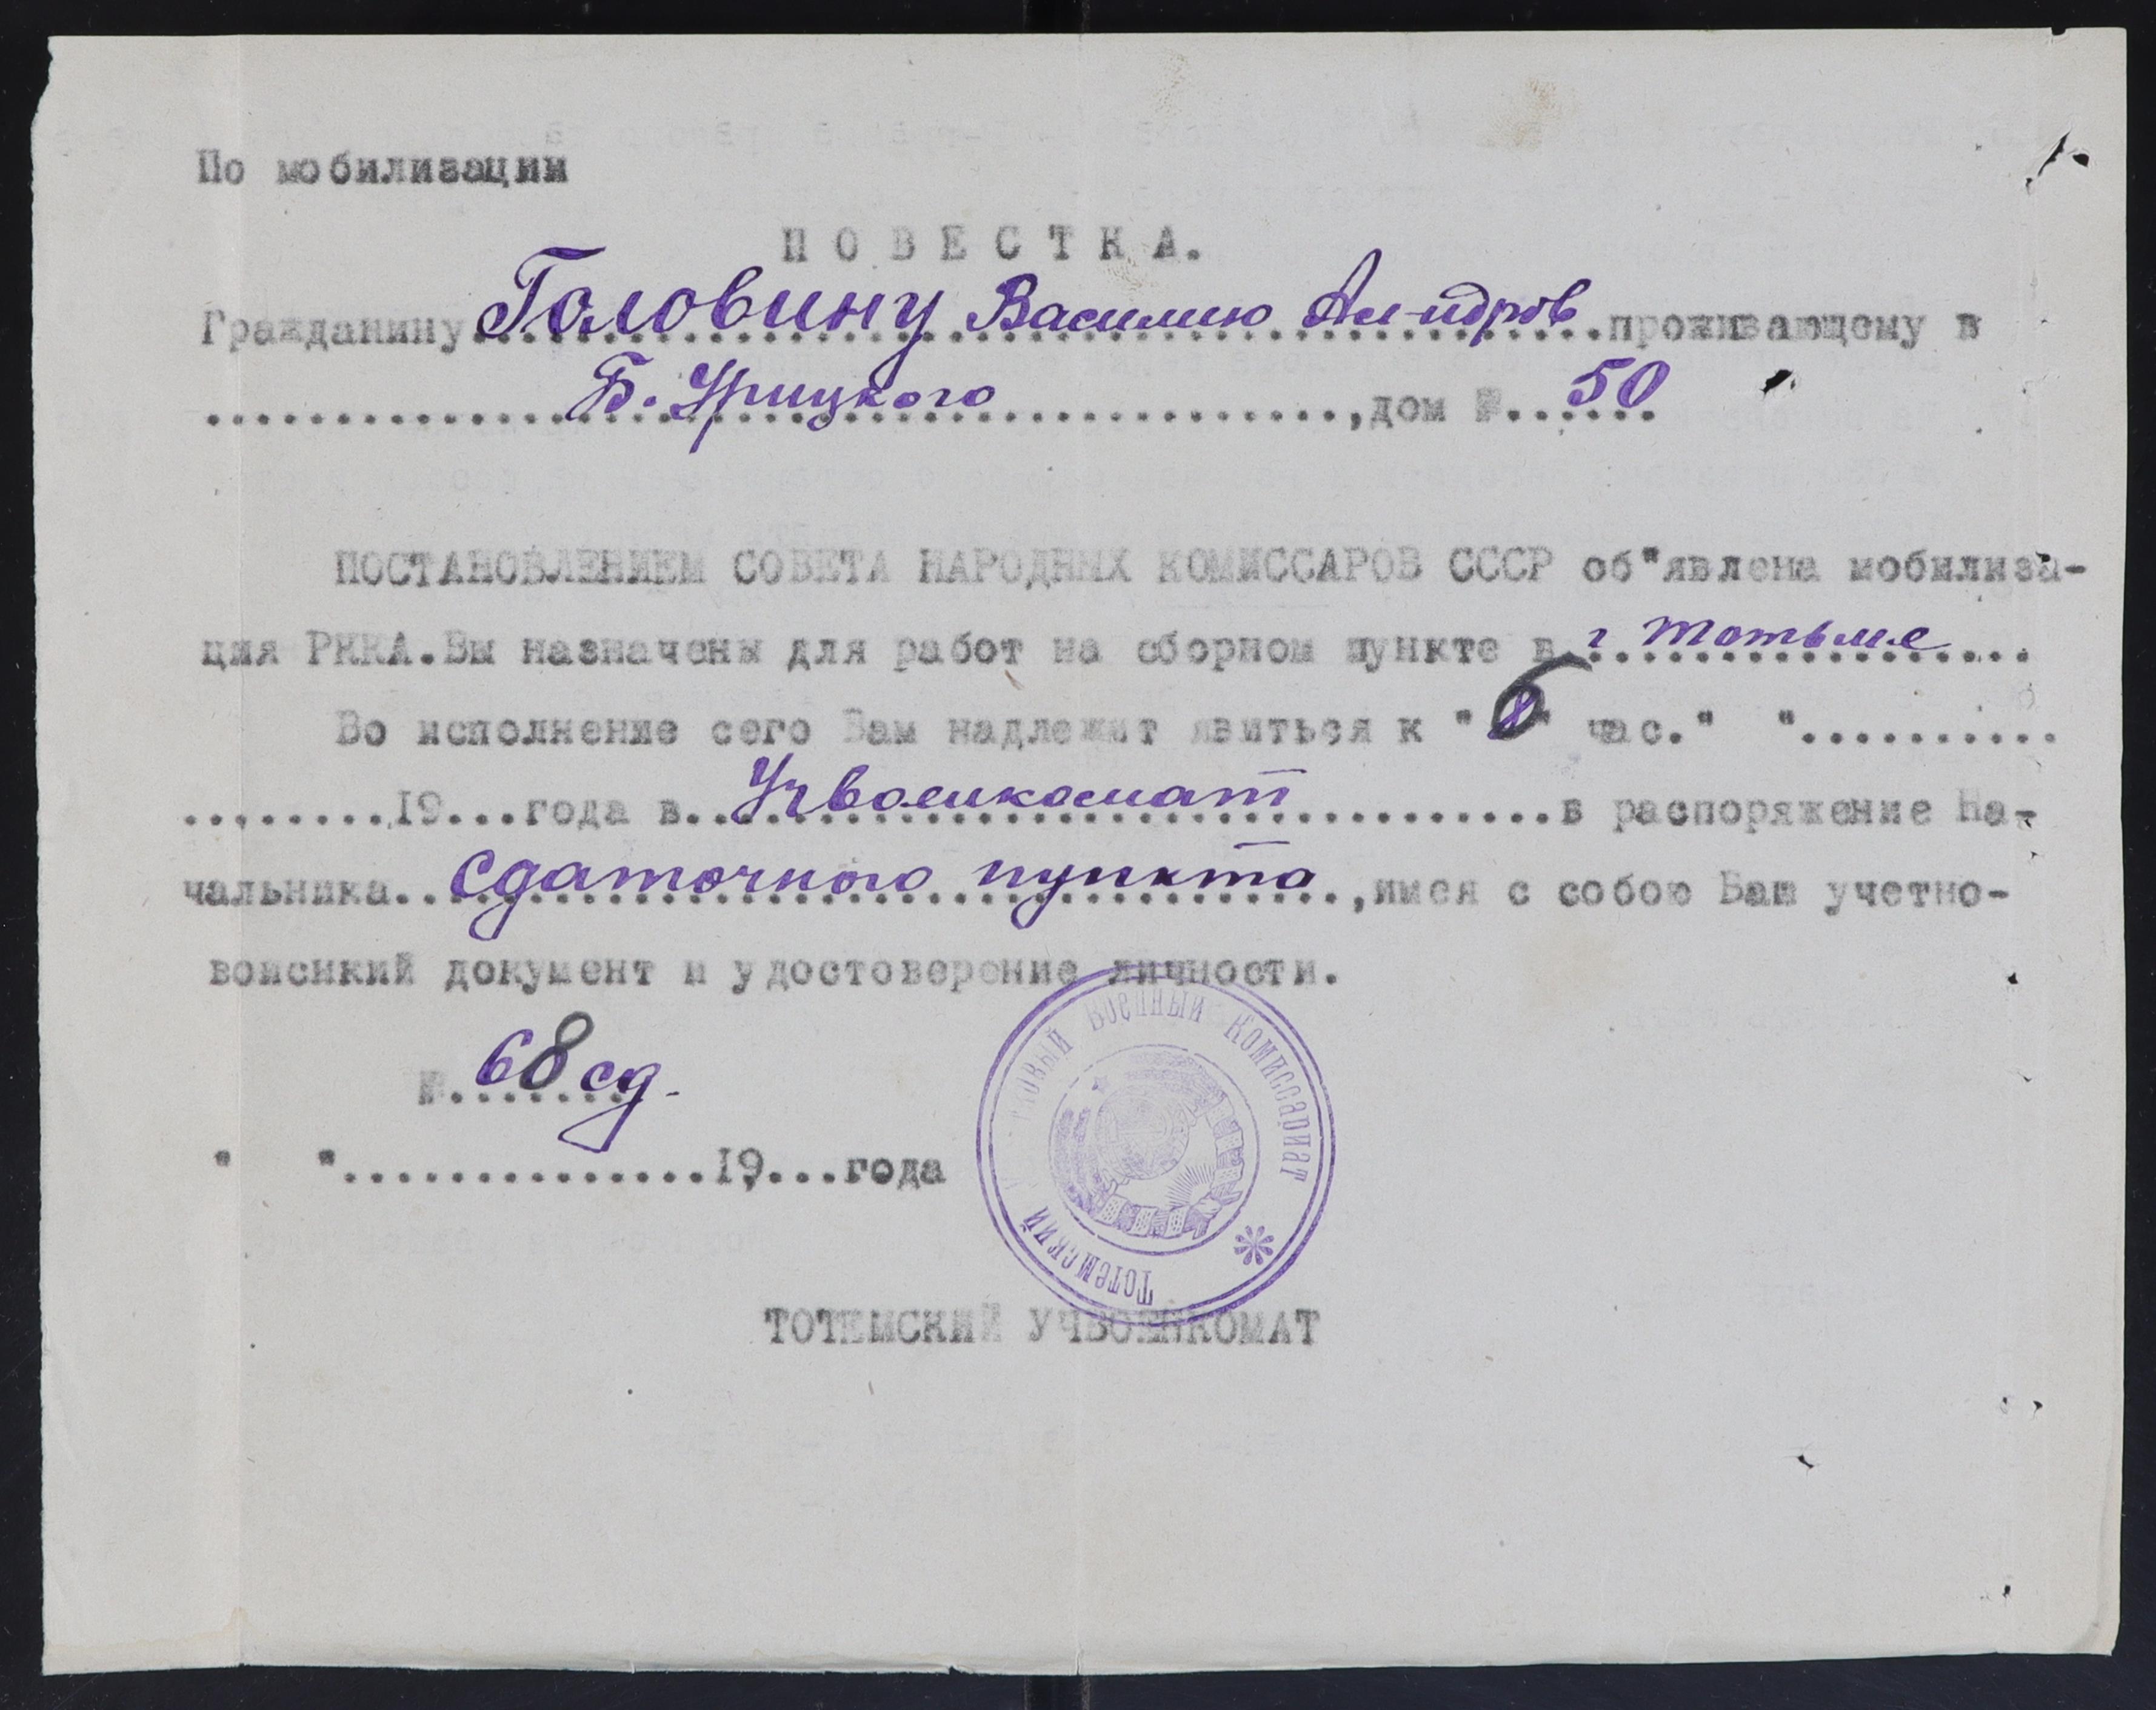 По мобилизации
ПОВЕСТКА.
Гражданину Головину Василию Ал-ндров. проживающему в
Б. Урицкого, дом №. 50
ПОСТАНОВЛЕНИЕМ СОВЕТА НАРОДНЫХ КОМИССАРОВ СССР об"явлена мобилиза-
ция РККА. Вы назначены для работ на сборном пункте в г. Тотьме
Во исполнение сего Вам надлежит явиться к "6" час." "..........
........19...года в Учвоенкомат в распоряжение На-
чальника сдаточного пункта, имея с собою Ваш учетно-
воисикий документ и удостоверение личности.
№. 68 сд.
" "..............19...года
Тотемский Военный Комиссариат
ТОТЕМСКИЙ УЧВОЕНКОМАТ